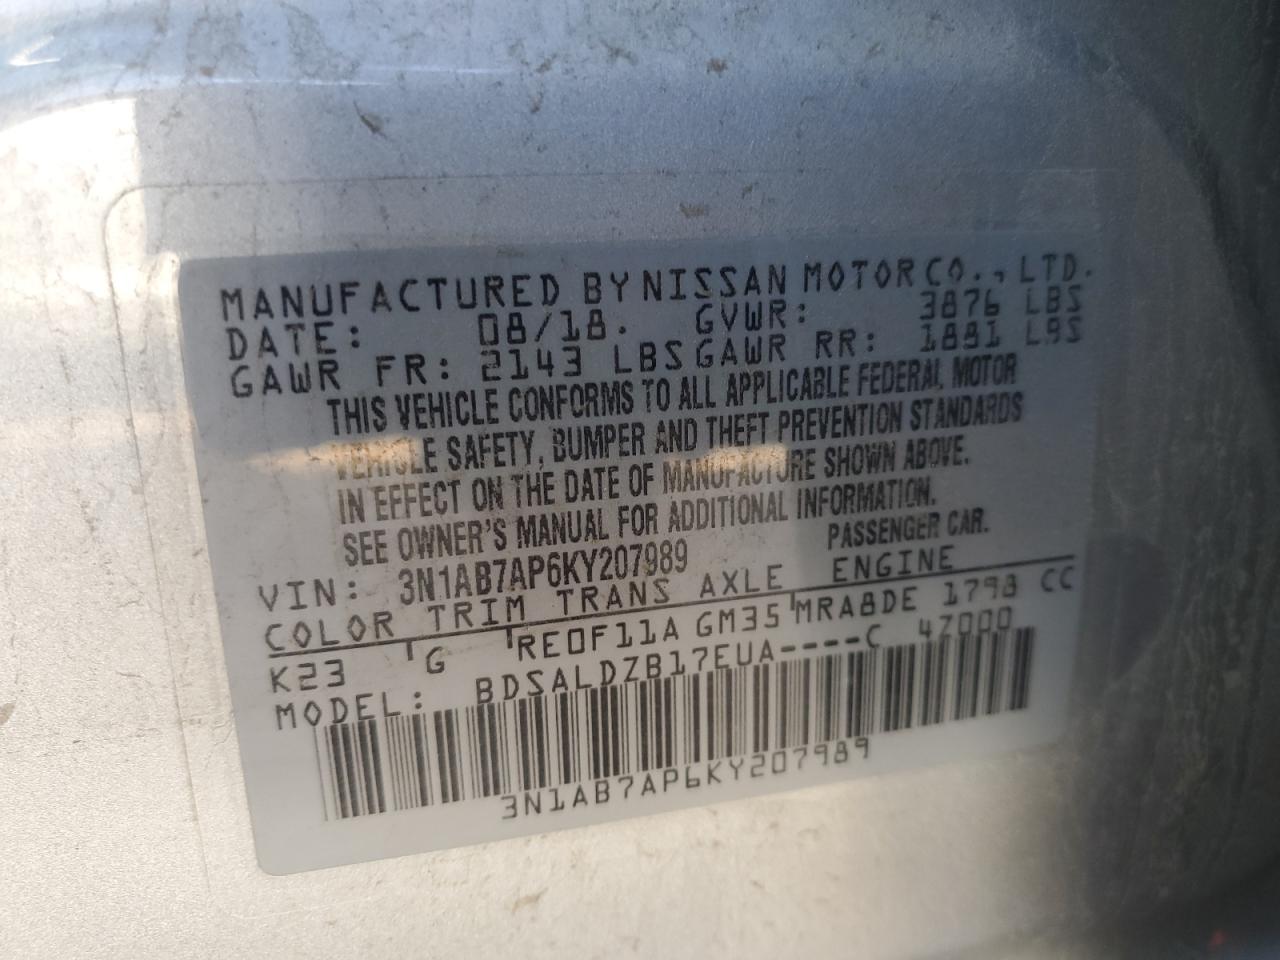 MANUFACTURED BY NISSAN MOTOR CO., LTD.
DATE: 08/18. GVWR: 3876 LBS
GAWR FR: 2143 LBS GAWR RR: 1881 LBS
THIS VEHICLE CONFORMS TO ALL APPLICABLE FEDERAL MOTOR
VEHICLE SAFETY, BUMPER AND THEFT PREVENTION STANDARDS
IN EFFECT ON THE DATE OF MANUFACTURE SHOWN ABOVE.
SEE OWNER'S MANUAL FOR ADDITIONAL INFORMATION.
VIN: 3N1AB7AP6KY207989 PASSENGER CAR.
COLOR TRIM TRANS AXLE ENGINE
K23 G RE0F11A GM35 MRA8DE 1798 CC
MODEL: BDSALDZB17EUA----C 47000
3N1AB7AP6KY207989